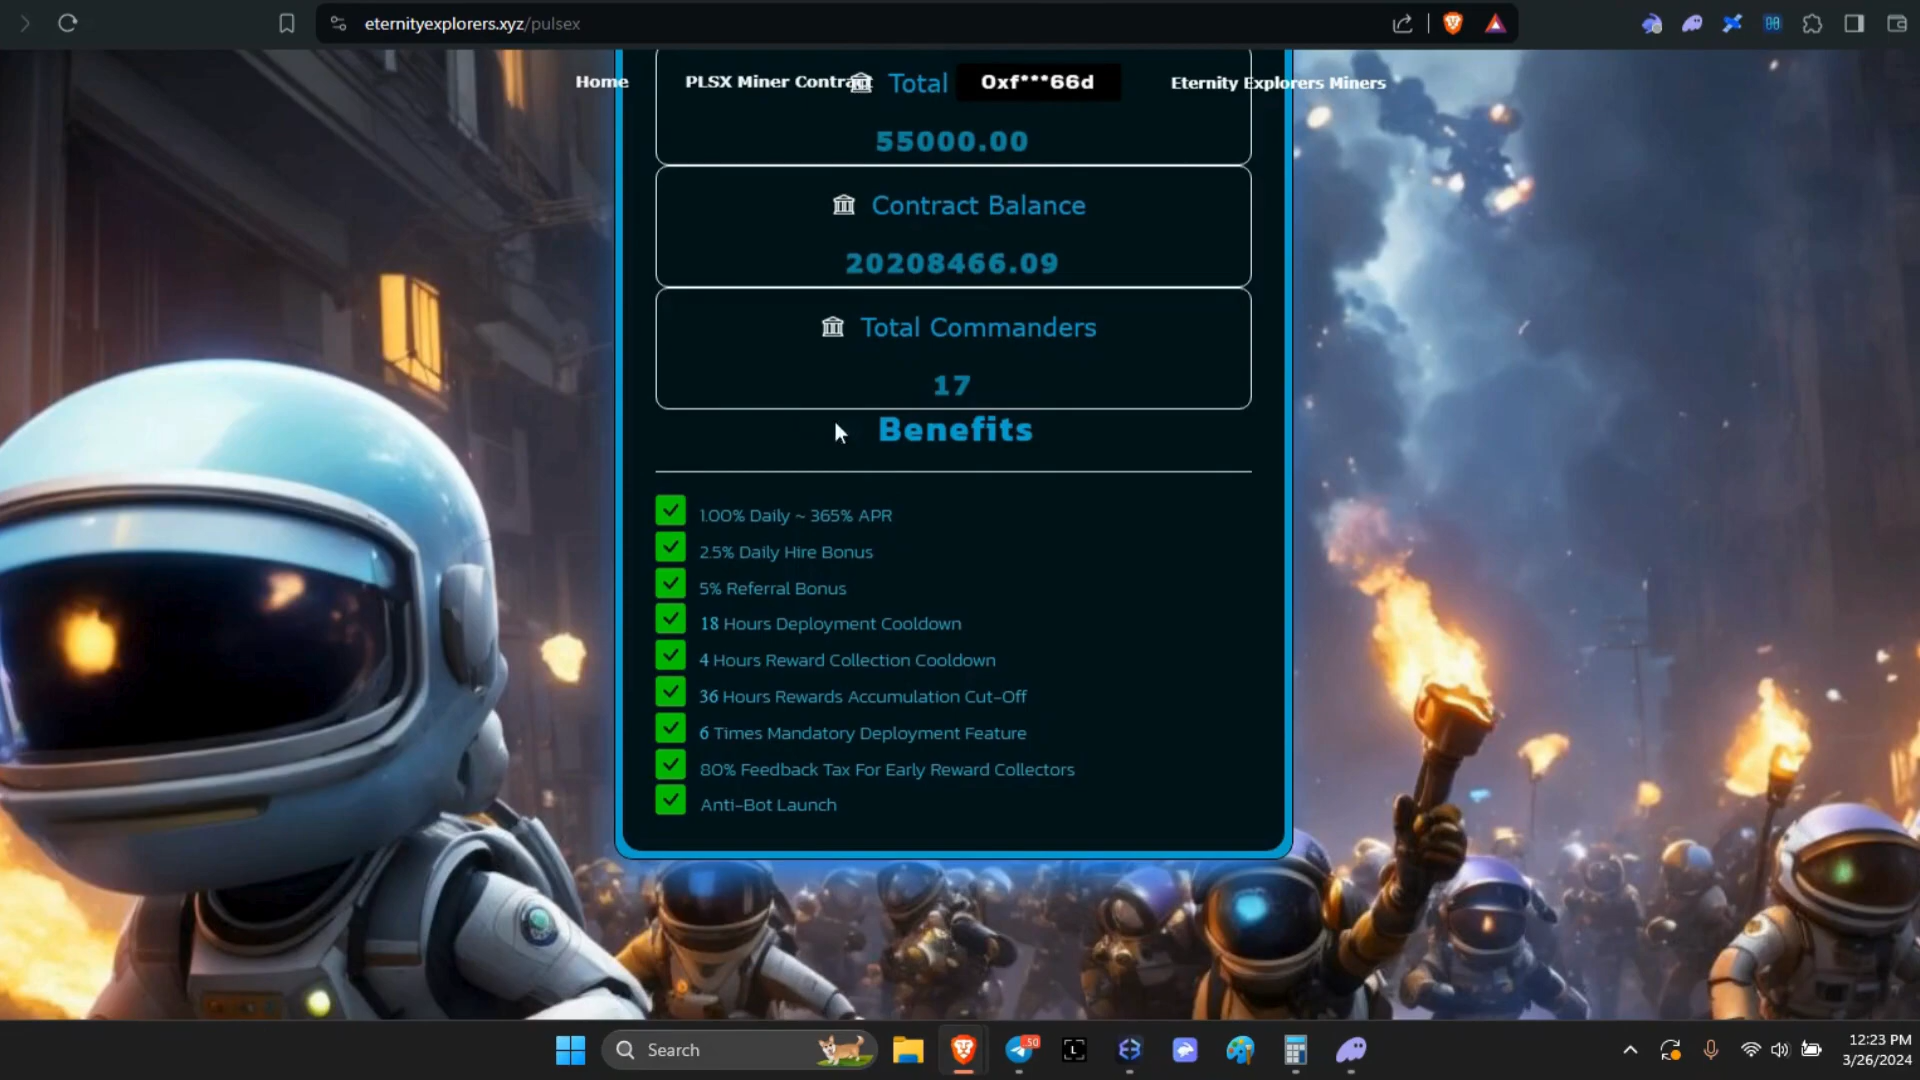 eternityexplorers.xyz/pulsex
Home
PLSX Miner Contract
Total
0xf***66d
Eternity Explorers Miners
55000.00
Contract Balance
20208466.09
Total Commanders
17
Benefits
1.00% Daily ~ 365% APR
2.5% Daily Hire Bonus
5% Referral Bonus
18 Hours Deployment Cooldown
4 Hours Reward Collection Cooldown
36 Hours Rewards Accumulation Cut-Off
6 Times Mandatory Deployment Feature
80% Feedback Tax For Early Reward Collectors
Anti-Bot Launch
Search
50
L
12:23 PM
3/26/2024